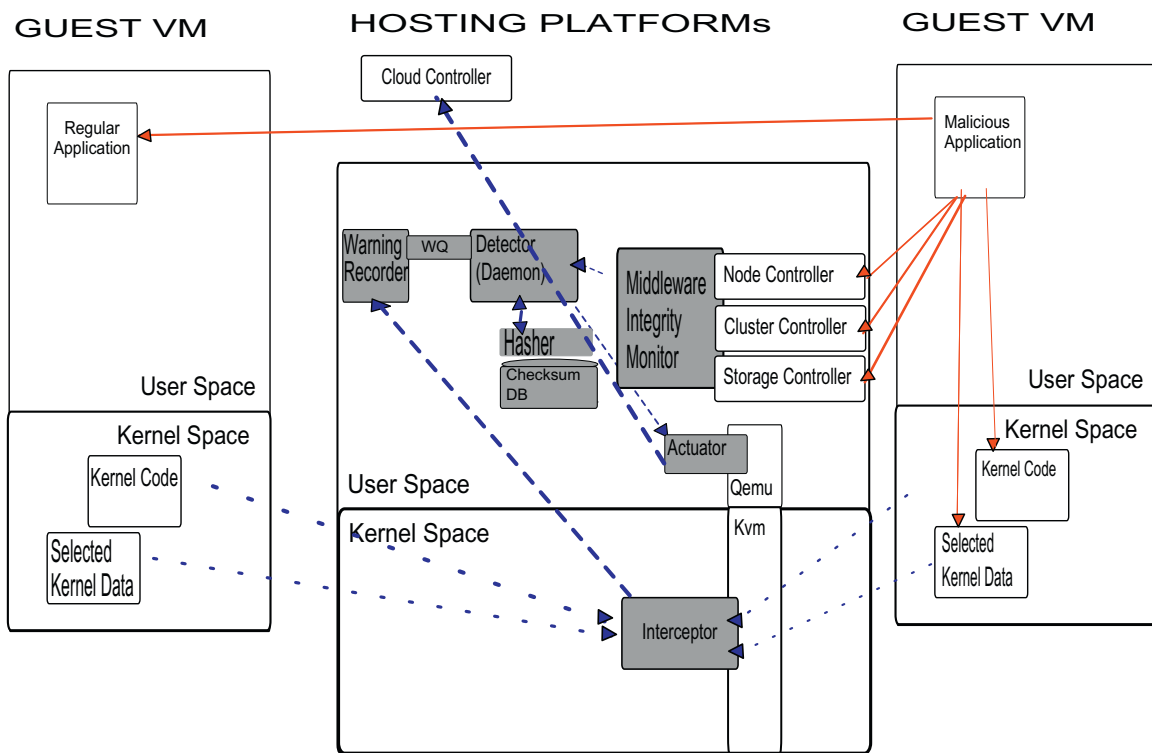 GUEST VM
HOSTING PLATFORMs
GUEST VM
Cloud Controller
Regular
Application
Malicious
Application
Warning
Recorder
WQ
Detector
(Daemon)
Hasher
Checksum
DB
Middleware
Integrity
Monitor
Node Controller
Cluster Controller
Storage Controller
User Space
User Space
User Space
Actuator
Qemu
Kernel Space
Kernel Code
Selected
Kernel Data
Kernel Space
Kvm
Interceptor
Kernel Space
Kernel Code
Selected
Kernel Data